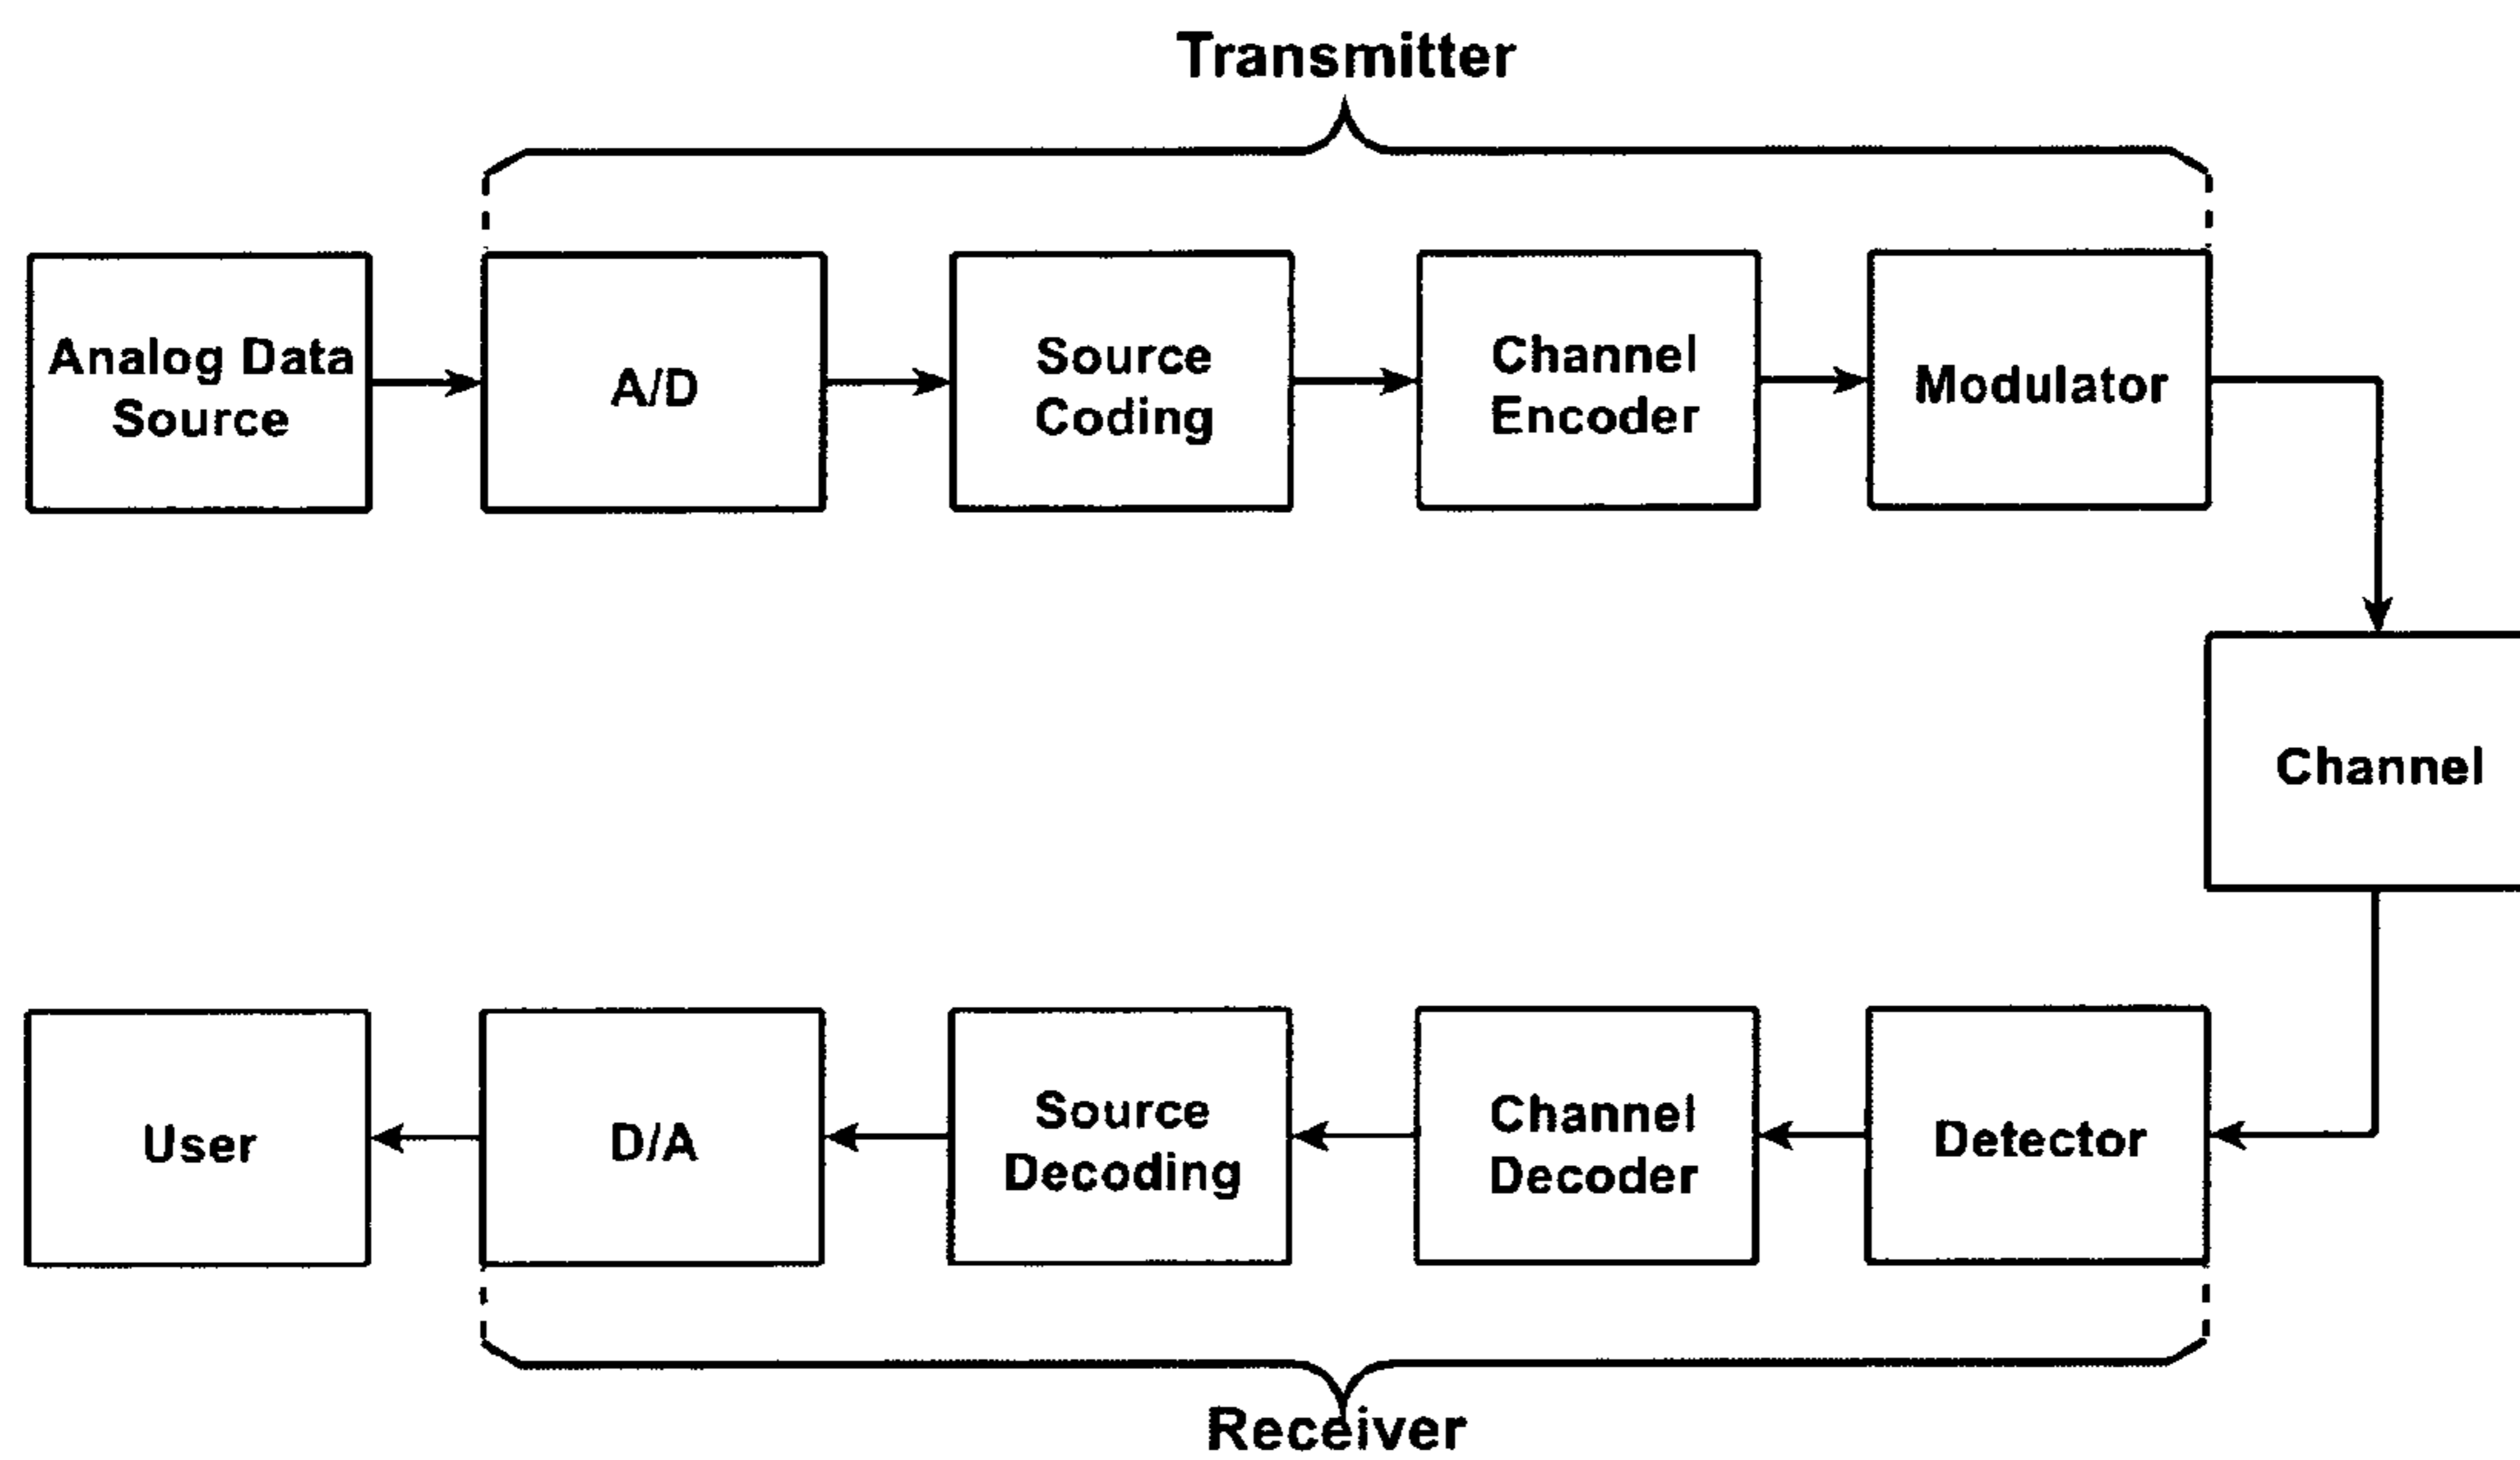 Transmitter
Analog Data
Source
A/D
Source
Coding
Channel
Encoder
Modulator
Channel
User
D/A
Source
Decoding
Channel
Decoder
Detector
Receiver